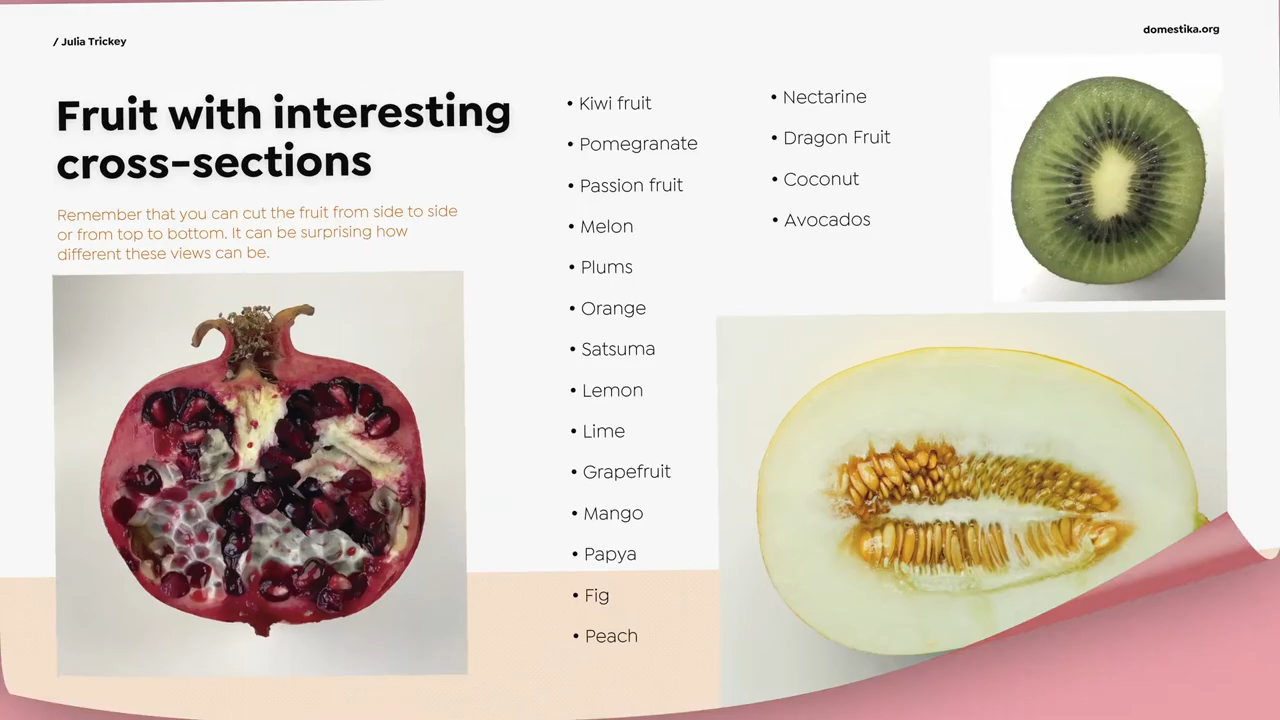 / Julia Trickey
domestika.org
Fruit with interesting
cross-sections
Remember that you can cut the fruit from side to side
or from top to bottom. It can be surprising how
different these views can be.
• Kiwi fruit
• Pomegranate
• Passion fruit
• Melon
• Plums
• Orange
• Satsuma
• Lemon
• Lime
• Grapefruit
• Mango
• Papya
• Fig
• Peach
• Nectarine
• Dragon Fruit
• Coconut
• Avocados